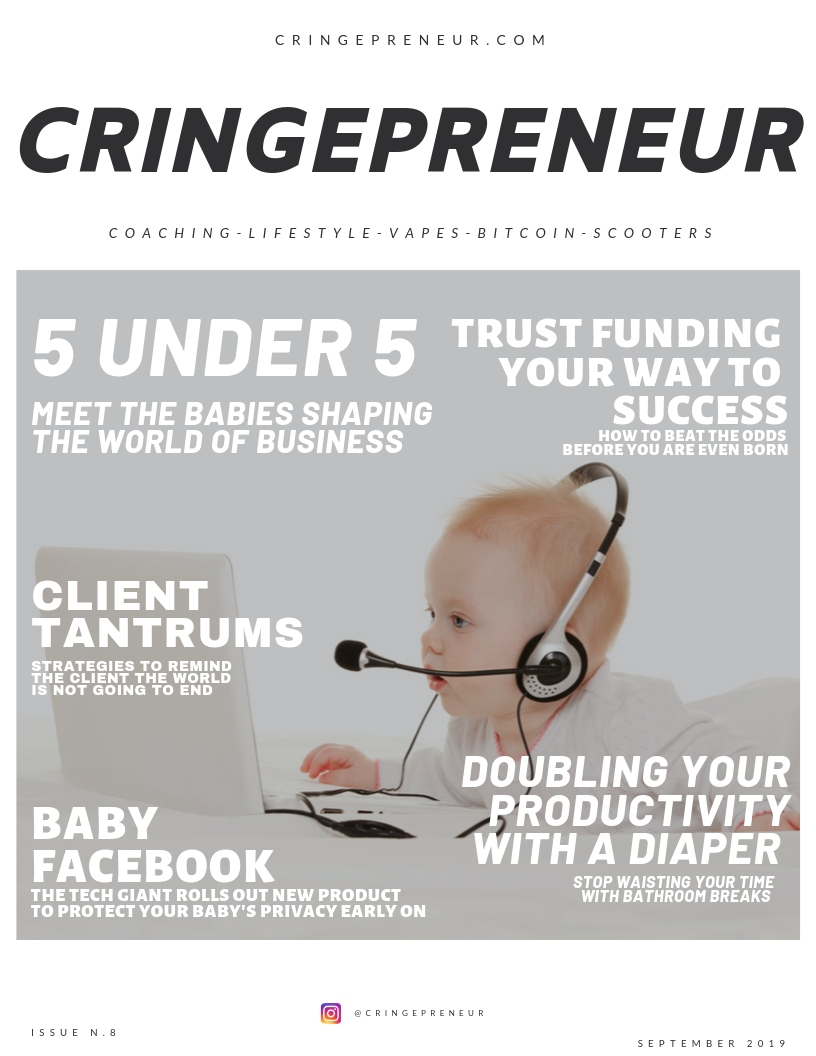 CRINGEPRENEUR.COM
CRINGEPRENEUR
COACHING-LIFESTYLE-VAPES-BITCOIN-SCOOTERS
5 UNDER 5
MEET THE BABIES SHAPING
THE WORLD OF BUSINESS
TRUST FUNDING
YOUR WAY TO
SUCCESS
HOW TO BEAT THE ODDS
BEFORE YOU ARE EVEN BORN
CLIENT
TANTRUMS
STRATEGIES TO REMIND
THE CLIENT THE WORLD
IS NOT GOING TO END
DOUBLING YOUR
PRODUCTIVITY
WITH A DIAPER
STOP WAISTING YOUR TIME
WITH BATHROOM BREAKS
BABY
FACEBOOK
THE TECH GIANT ROLLS OUT NEW PRODUCT
TO PROTECT YOUR BABY'S PRIVACY EARLY ON
@CRINGEPRENEUR
ISSUE N.8
SEPTEMBER 2019